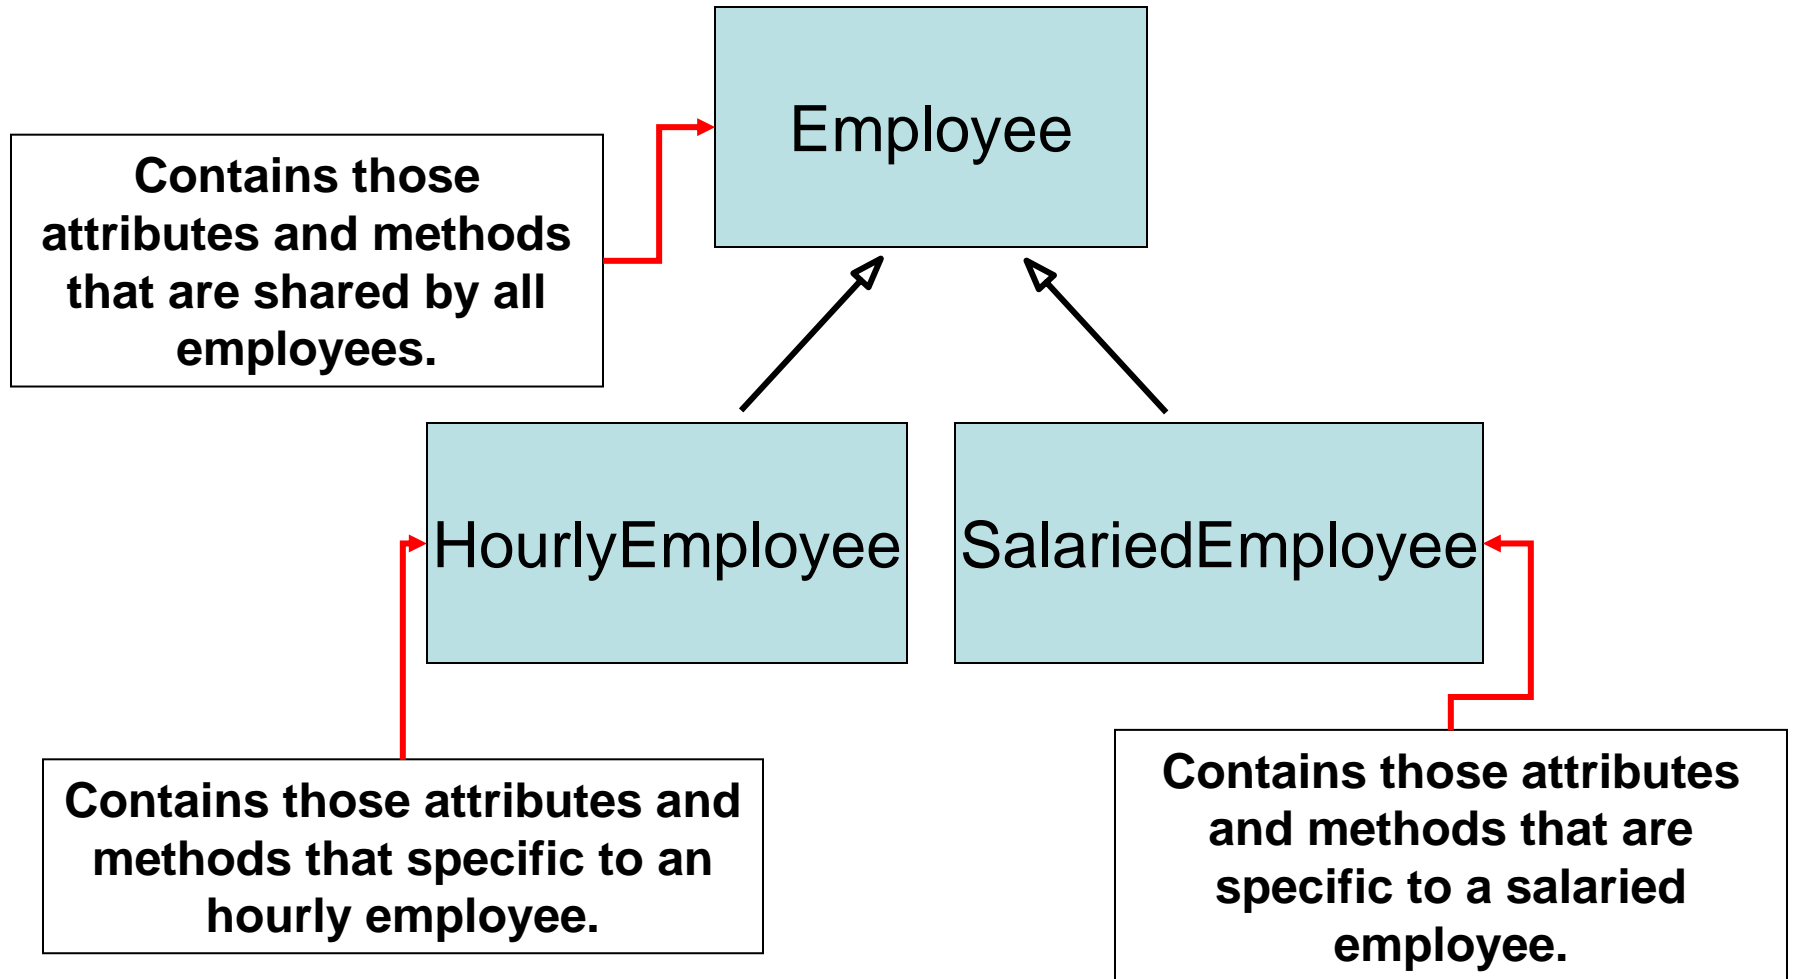 Employee
Contains those
attributes and methods
that are shared by all
employees.
HourlyEmployee
SalariedEmployee
Contains those attributes and
methods that specific to an
hourly employee.
Contains those attributes
and methods that are
specific to a salaried
employee.